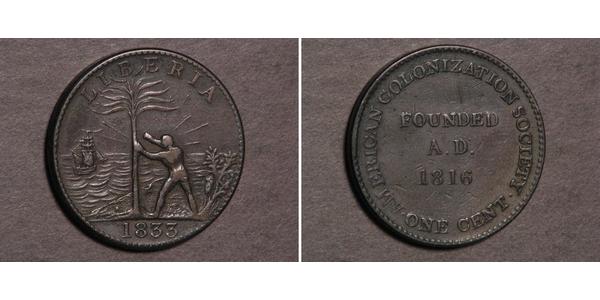 LIBERIA
1833
AMERICAN COLONIZATION SOCIETY
FOUNDED
A.D.
1816
·ONE CENT·